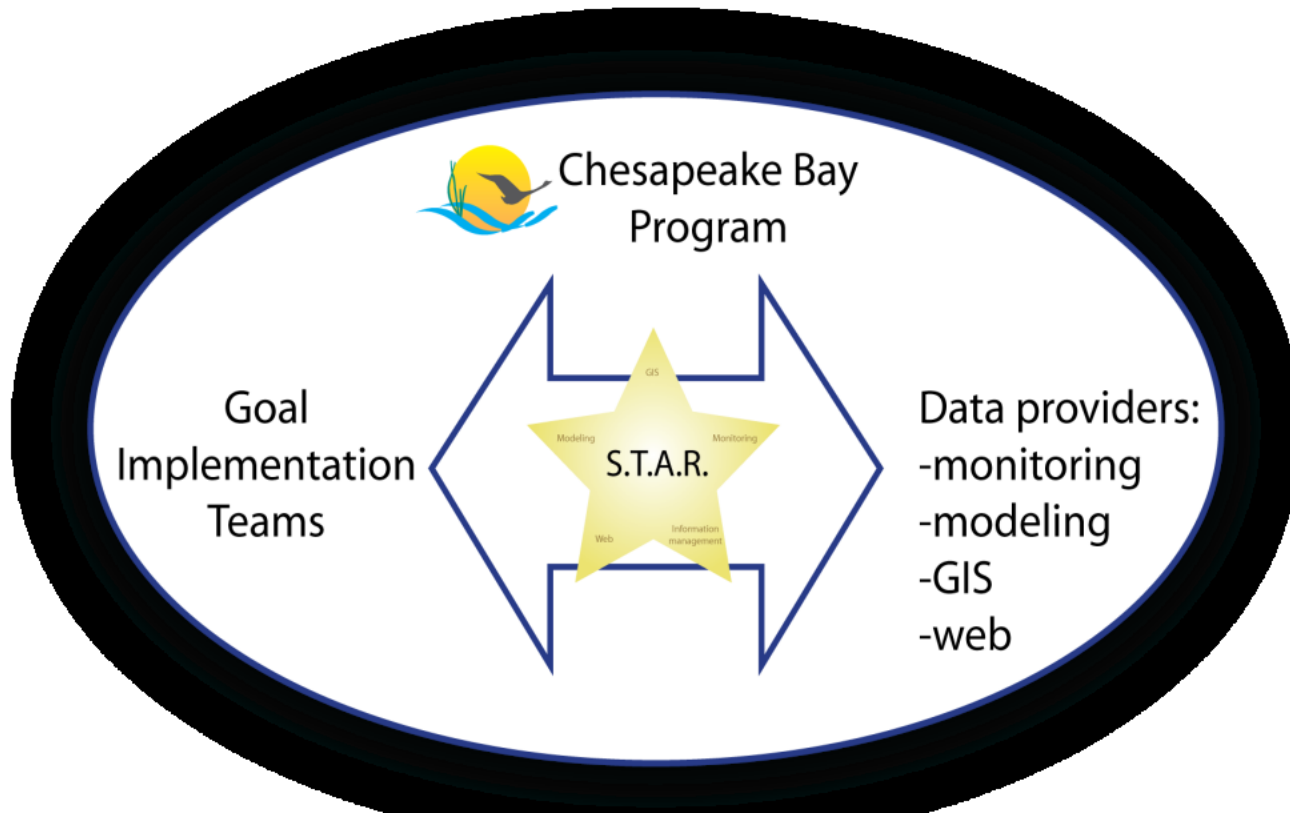 Chesapeake Bay
Program
Goal
Implementation
Teams
GIS
Modeling
Monitoring
S.T.A.R.
Web
Information
management
Data providers:
-monitoring
-modeling
-GIS
-web